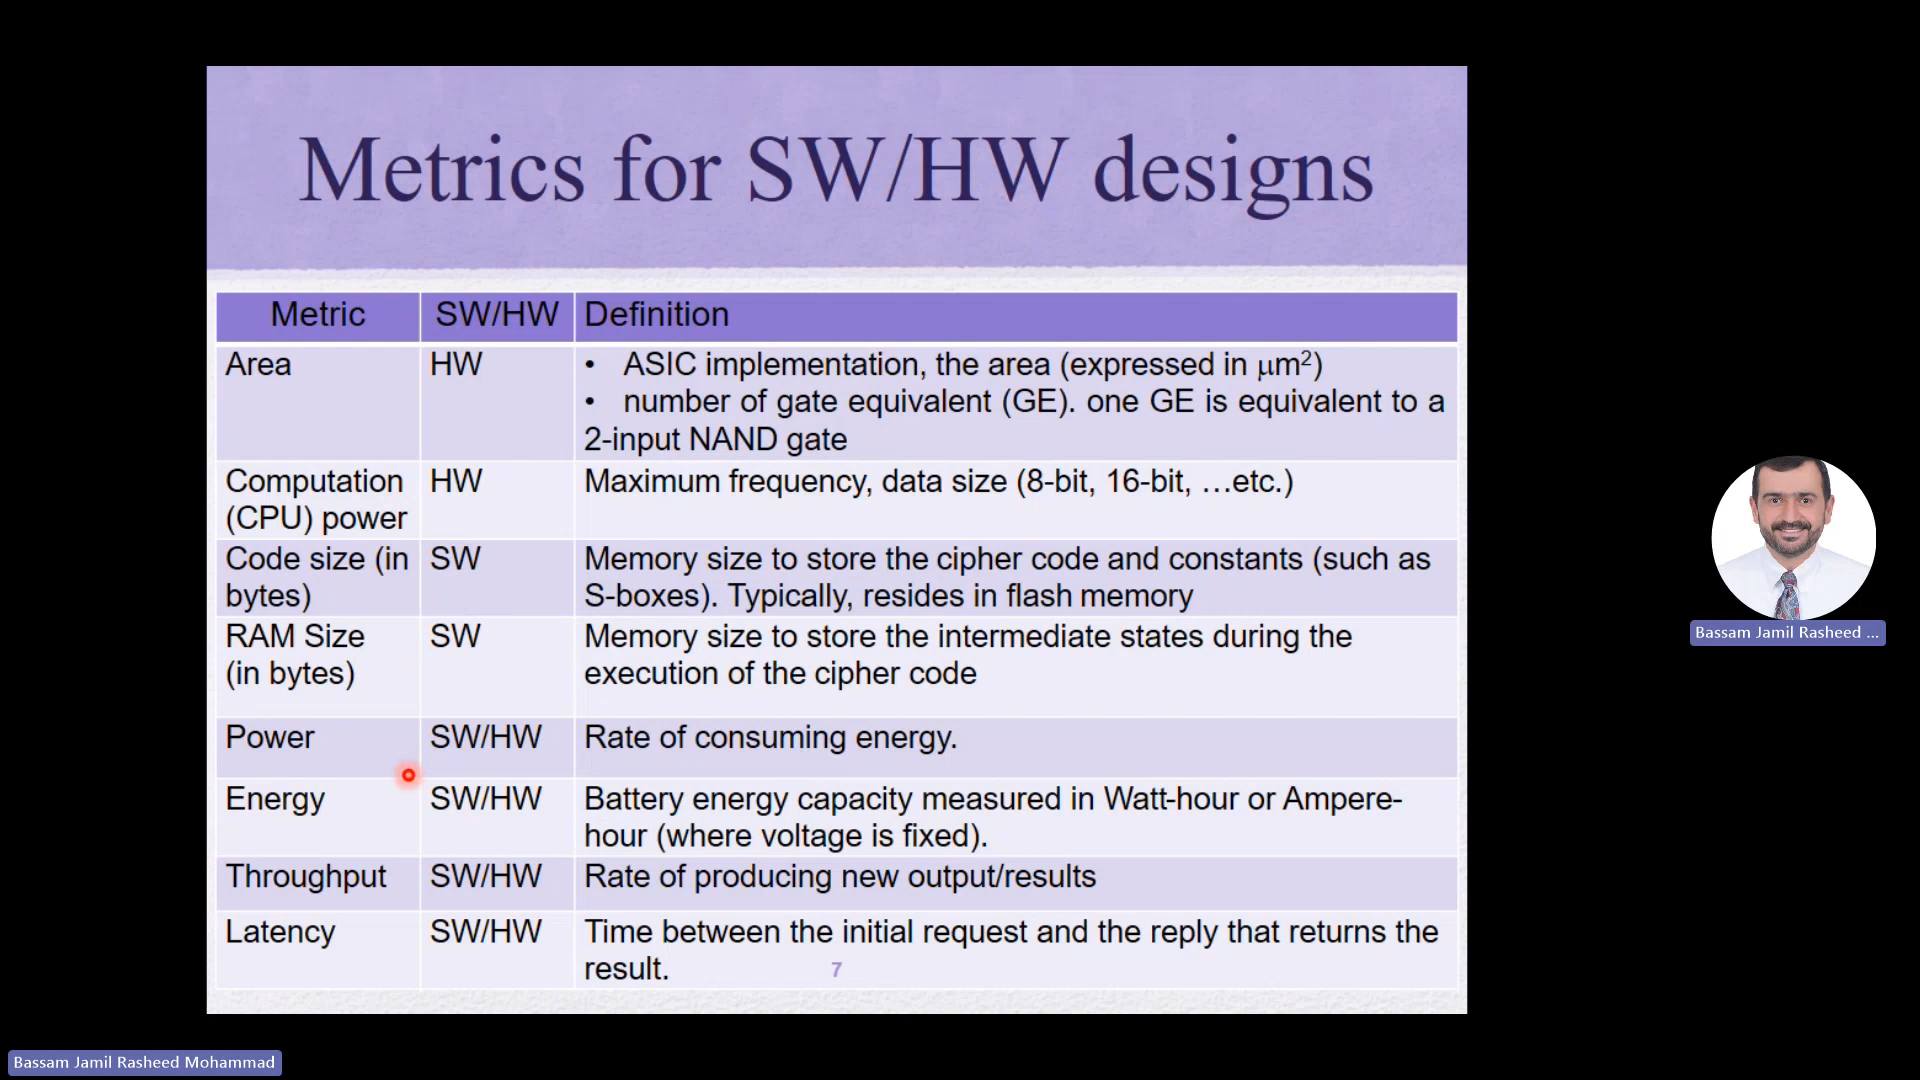 Metrics for SW/HW designs
Metric SW/HW Definition
Area HW • ASIC implementation, the area (expressed in μm²)
• number of gate equivalent (GE). one GE is equivalent to a
2-input NAND gate
Computation HW Maximum frequency, data size (8-bit, 16-bit, …etc.)
(CPU) power
Code size (in SW Memory size to store the cipher code and constants (such as
bytes) S-boxes). Typically, resides in flash memory
RAM Size SW Memory size to store the intermediate states during the
(in bytes) execution of the cipher code
Power SW/HW Rate of consuming energy.
Energy SW/HW Battery energy capacity measured in Watt-hour or Ampere-
hour (where voltage is fixed).
Throughput SW/HW Rate of producing new output/results
Latency SW/HW Time between the initial request and the reply that returns the
result.
7
Bassam Jamil Rasheed ...
Bassam Jamil Rasheed Mohammad